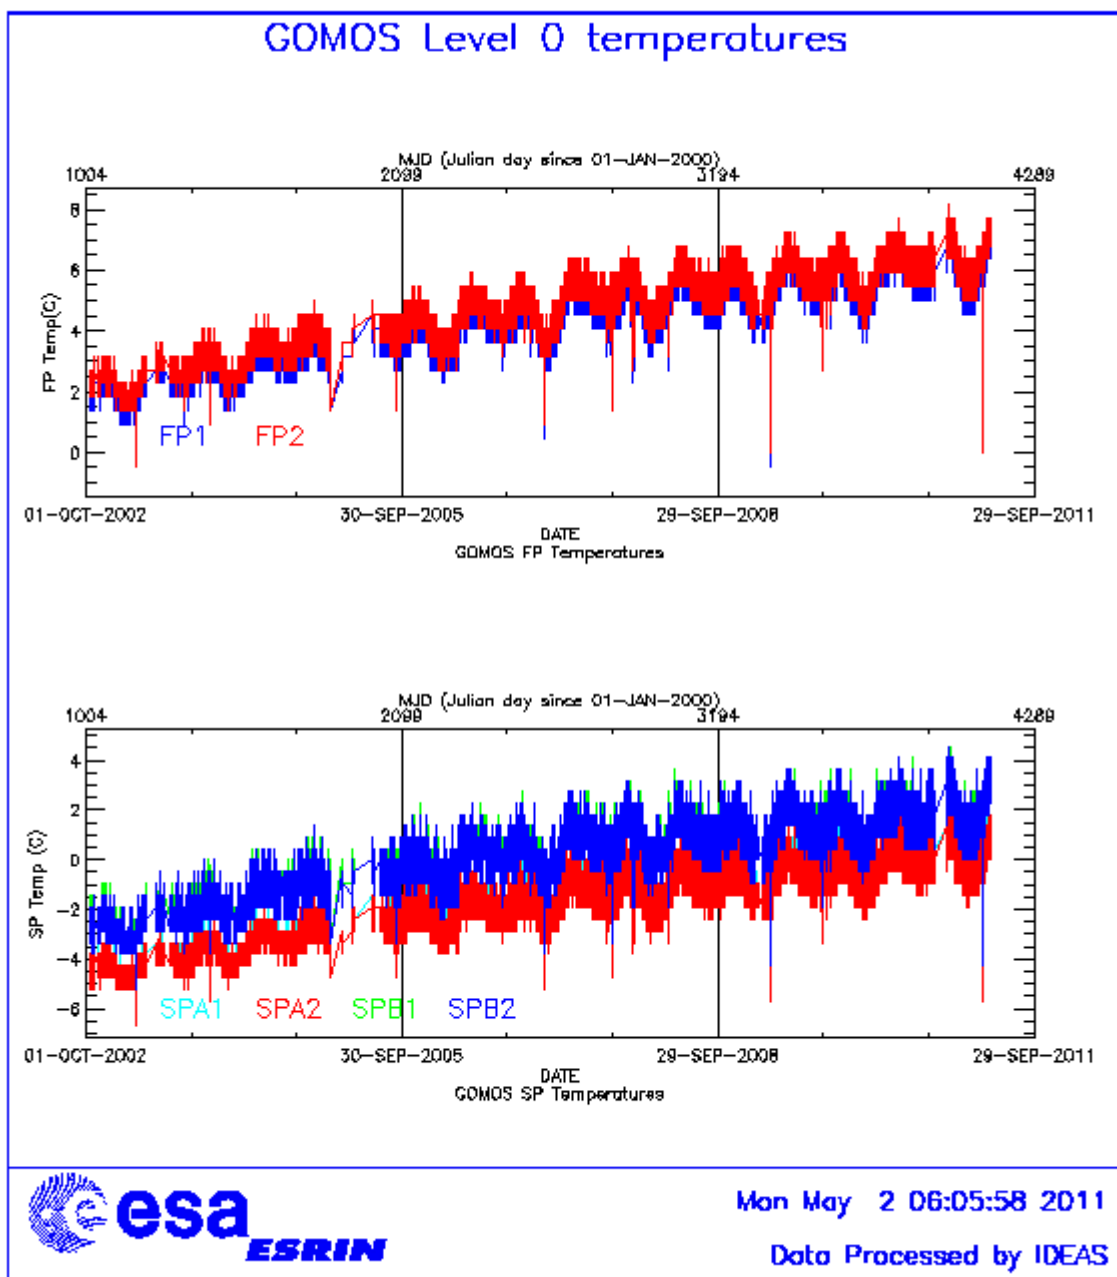 GOMOS Level 0 temperatures
MJD (Julian day since 01-JAN-2000)
1004 2099 3194 4289
8
6
4
2
0
FP Temp(C)
FP1 FP2
01-OCT-2002 30-SEP-2005 29-SEP-2008 29-SEP-2011
DATE
GOMOS FP Temperatures
MJD (Julian day since 01-JAN-2000)
1004 2099 3194 4289
4
2
0
-2
-4
-6
SP Temp (C)
SPA1 SPA2 SPB1 SPB2
01-OCT-2002 30-SEP-2005 29-SEP-2008 29-SEP-2011
DATE
GOMOS SP Temperatures
esa
ESRIN
Mon May 2 06:05:58 2011
Data Processed by IDEAS